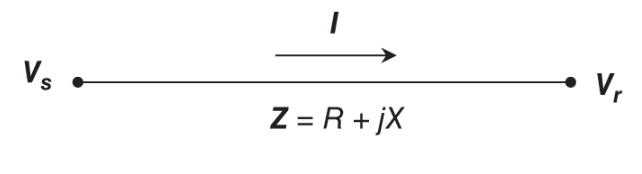 I
Vs
Vr
Z = R + jX